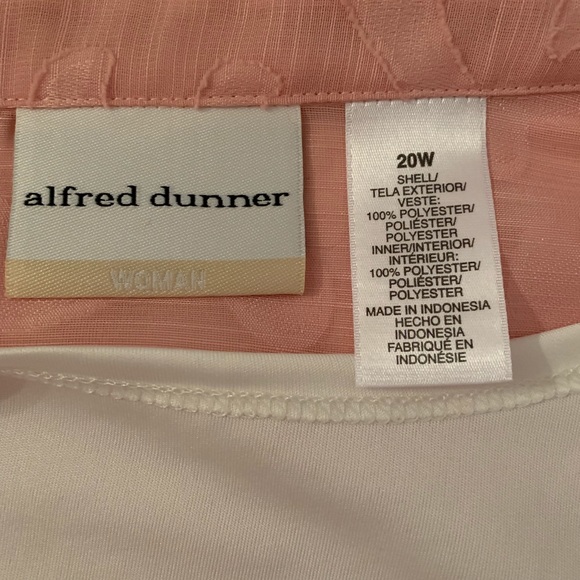 alfred dunner
WOMAN
20W
SHELL/
TELA EXTERIOR/
VESTE:
100% POLYESTER/
POLIÉSTER/
POLYESTER
INNER/INTERIOR/
INTÉRIEUR:
100% POLYESTER/
POLIÉSTER/
POLYESTER
MADE IN INDONESIA
HECHO EN
INDONESIA
FABRIQUÉ EN
INDONÉSIE